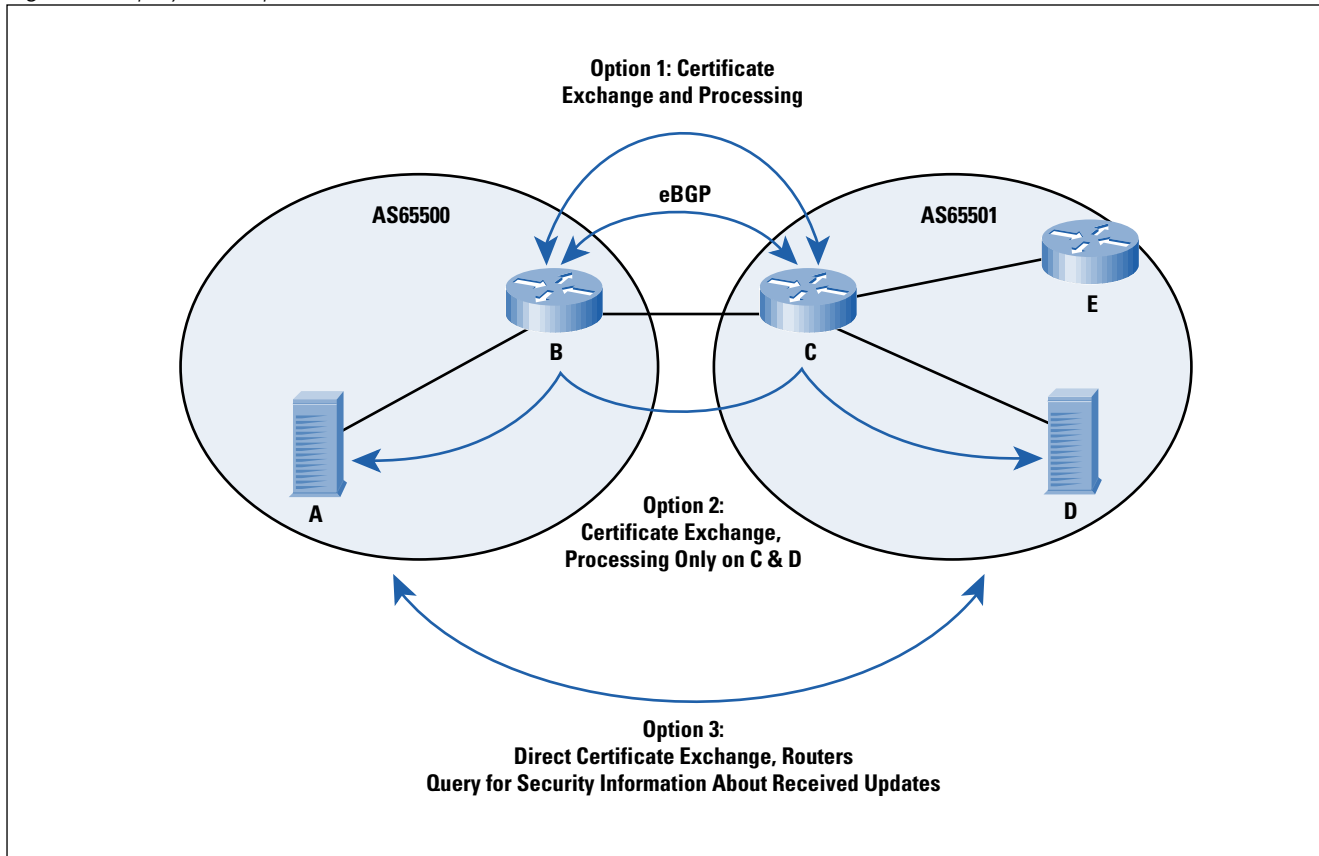 Option 1: Certificate
Exchange and Processing
eBGP
AS65500
AS65501
E
B
C
A
D
Option 2:
Certificate Exchange,
Processing Only on C & D
Option 3:
Direct Certificate Exchange, Routers
Query for Security Information About Received Updates